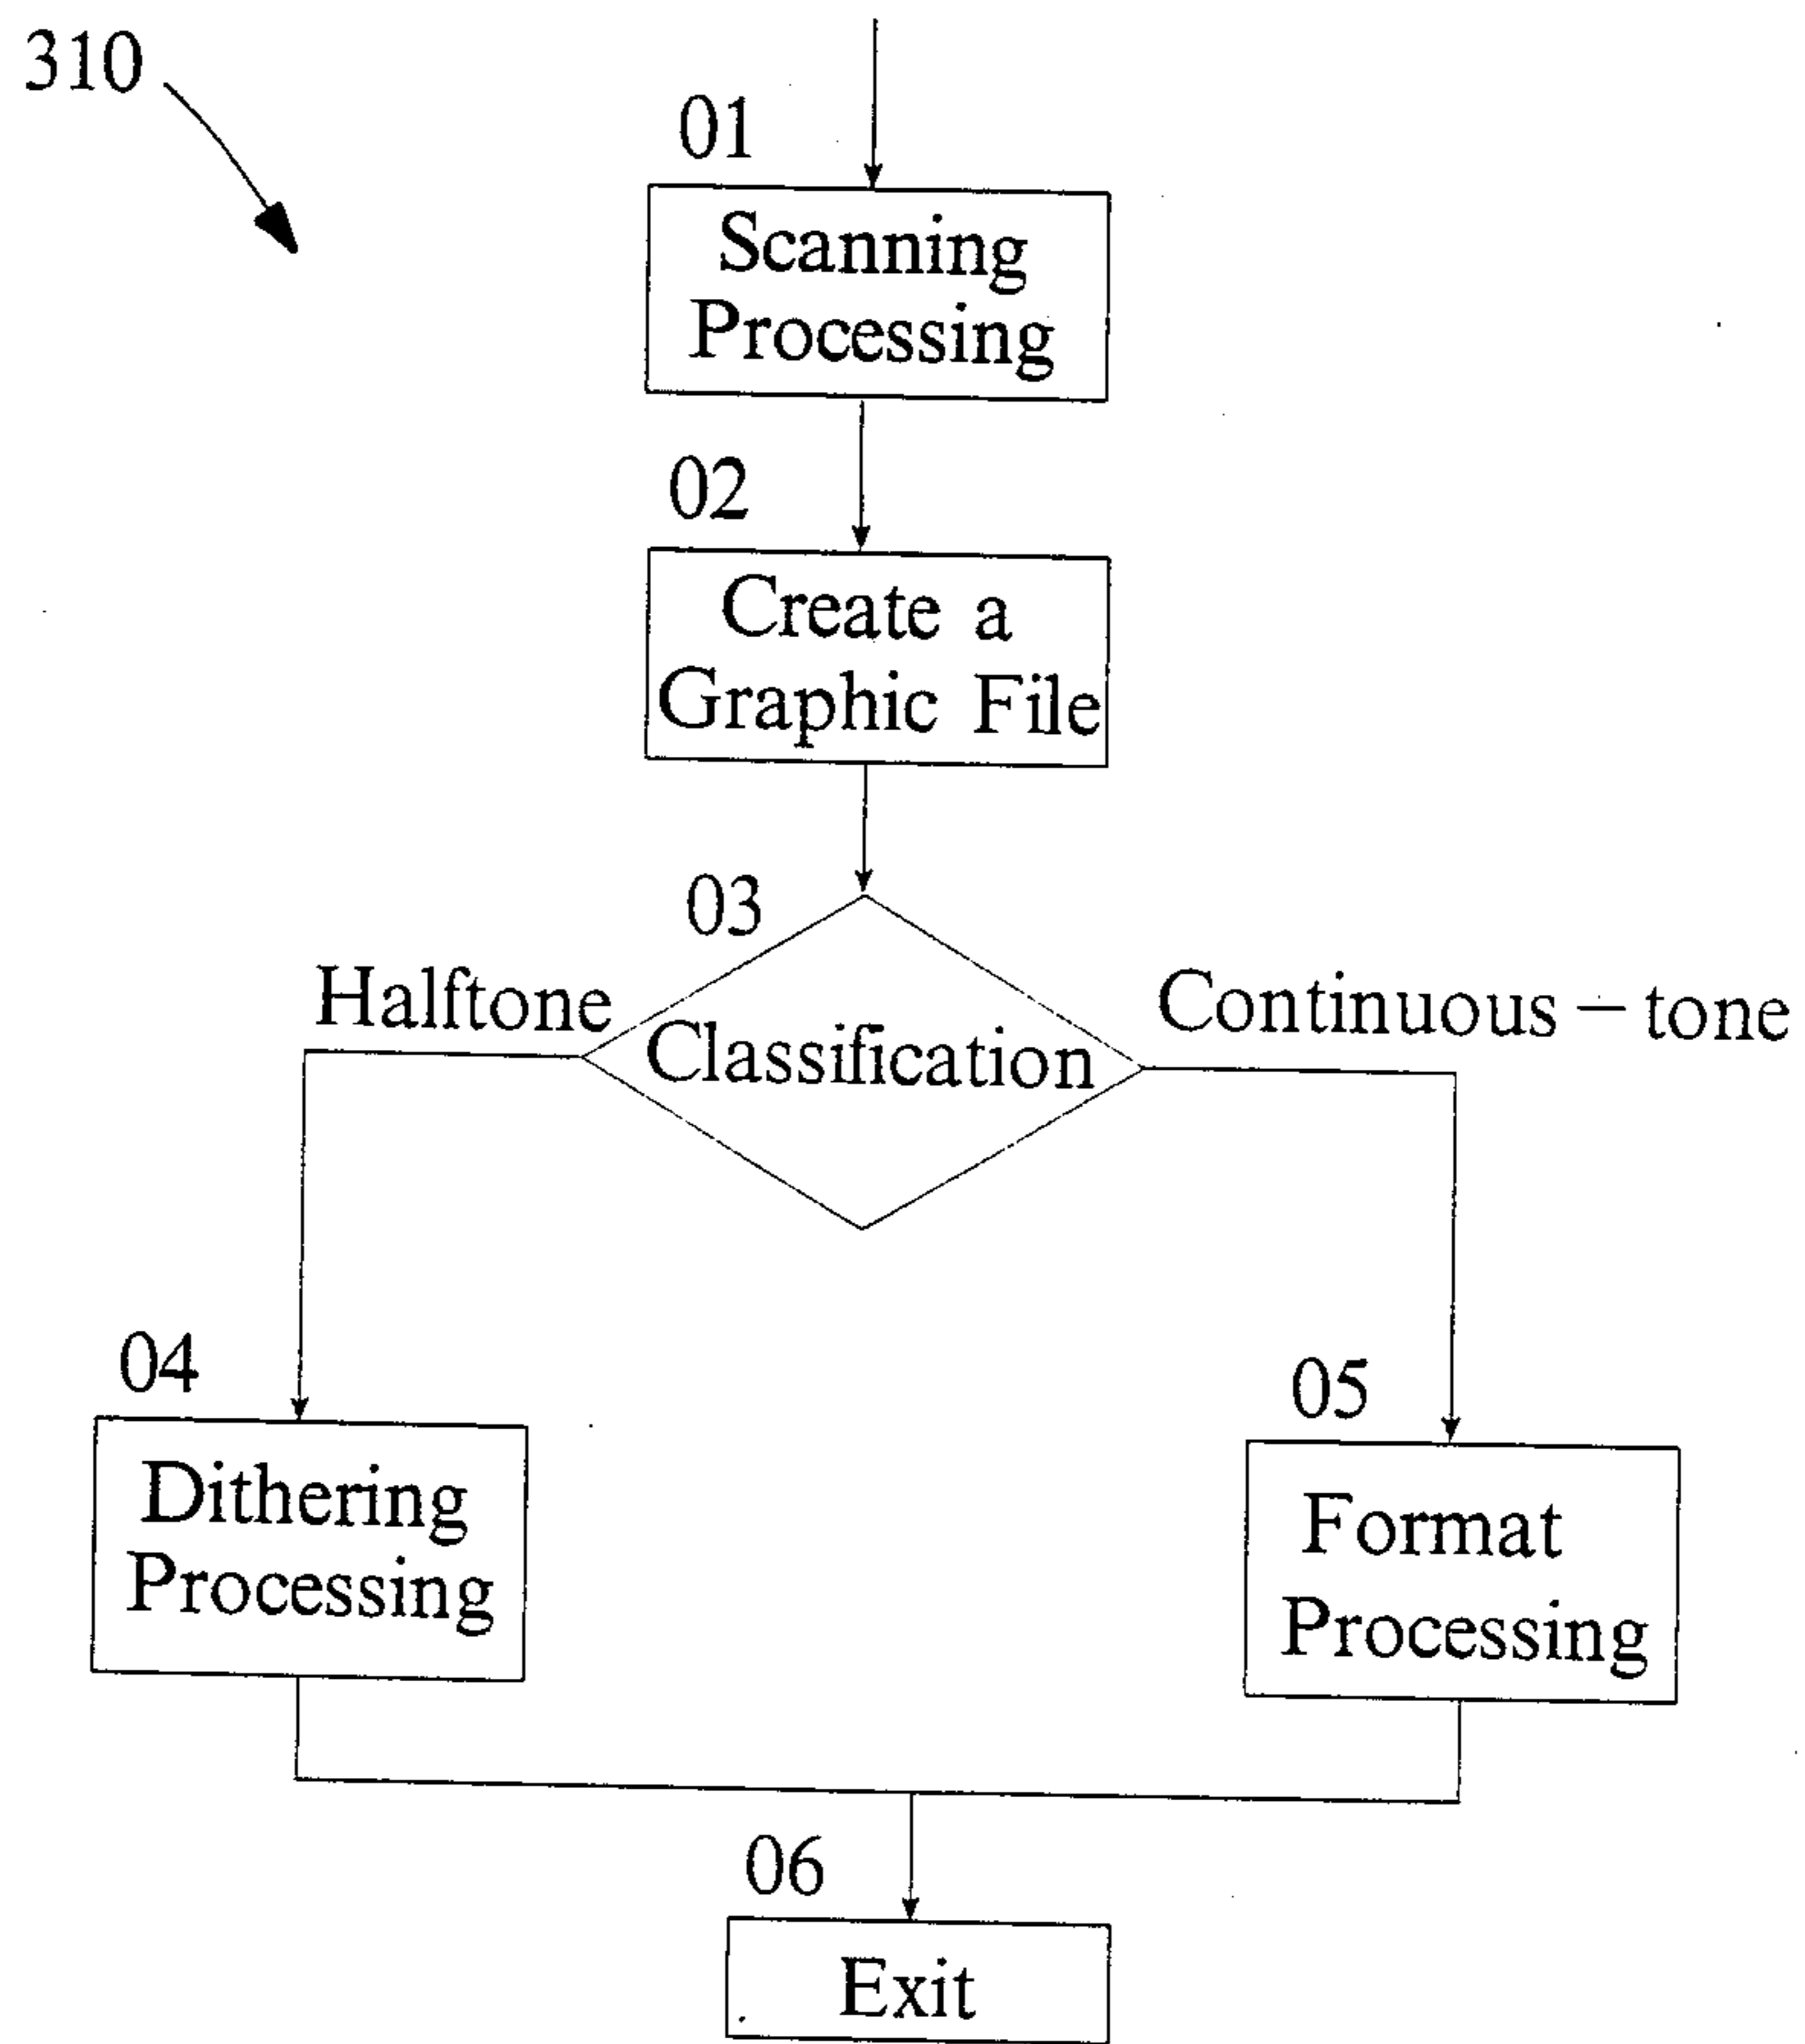 310
01
Scanning
Processing
02
Create a
Graphic File
03
Halftone
Classification
Continuous – tone
04
Dithering
Processing
05
Format
Processing
06
Exit